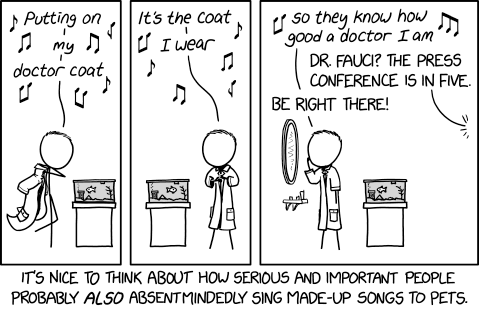 Putting on
my
doctor coat
It's the coat
I wear
so they know how
good a doctor I am
DR. FAUCI? THE PRESS
CONFERENCE IS IN FIVE.
BE RIGHT THERE!
IT'S NICE TO THINK ABOUT HOW SERIOUS AND IMPORTANT PEOPLE
PROBABLY ALSO ABSENTMINDEDLY SING MADE-UP SONGS TO PETS.